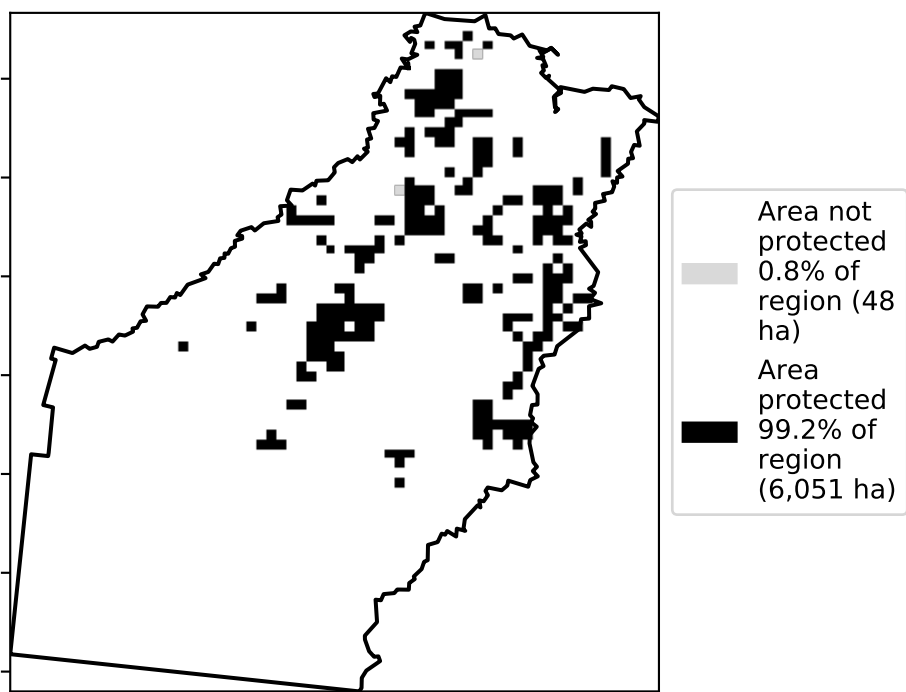 Area not
protected
0.8% of
region (48
ha)
Area
protected
99.2% of
region
(6,051 ha)